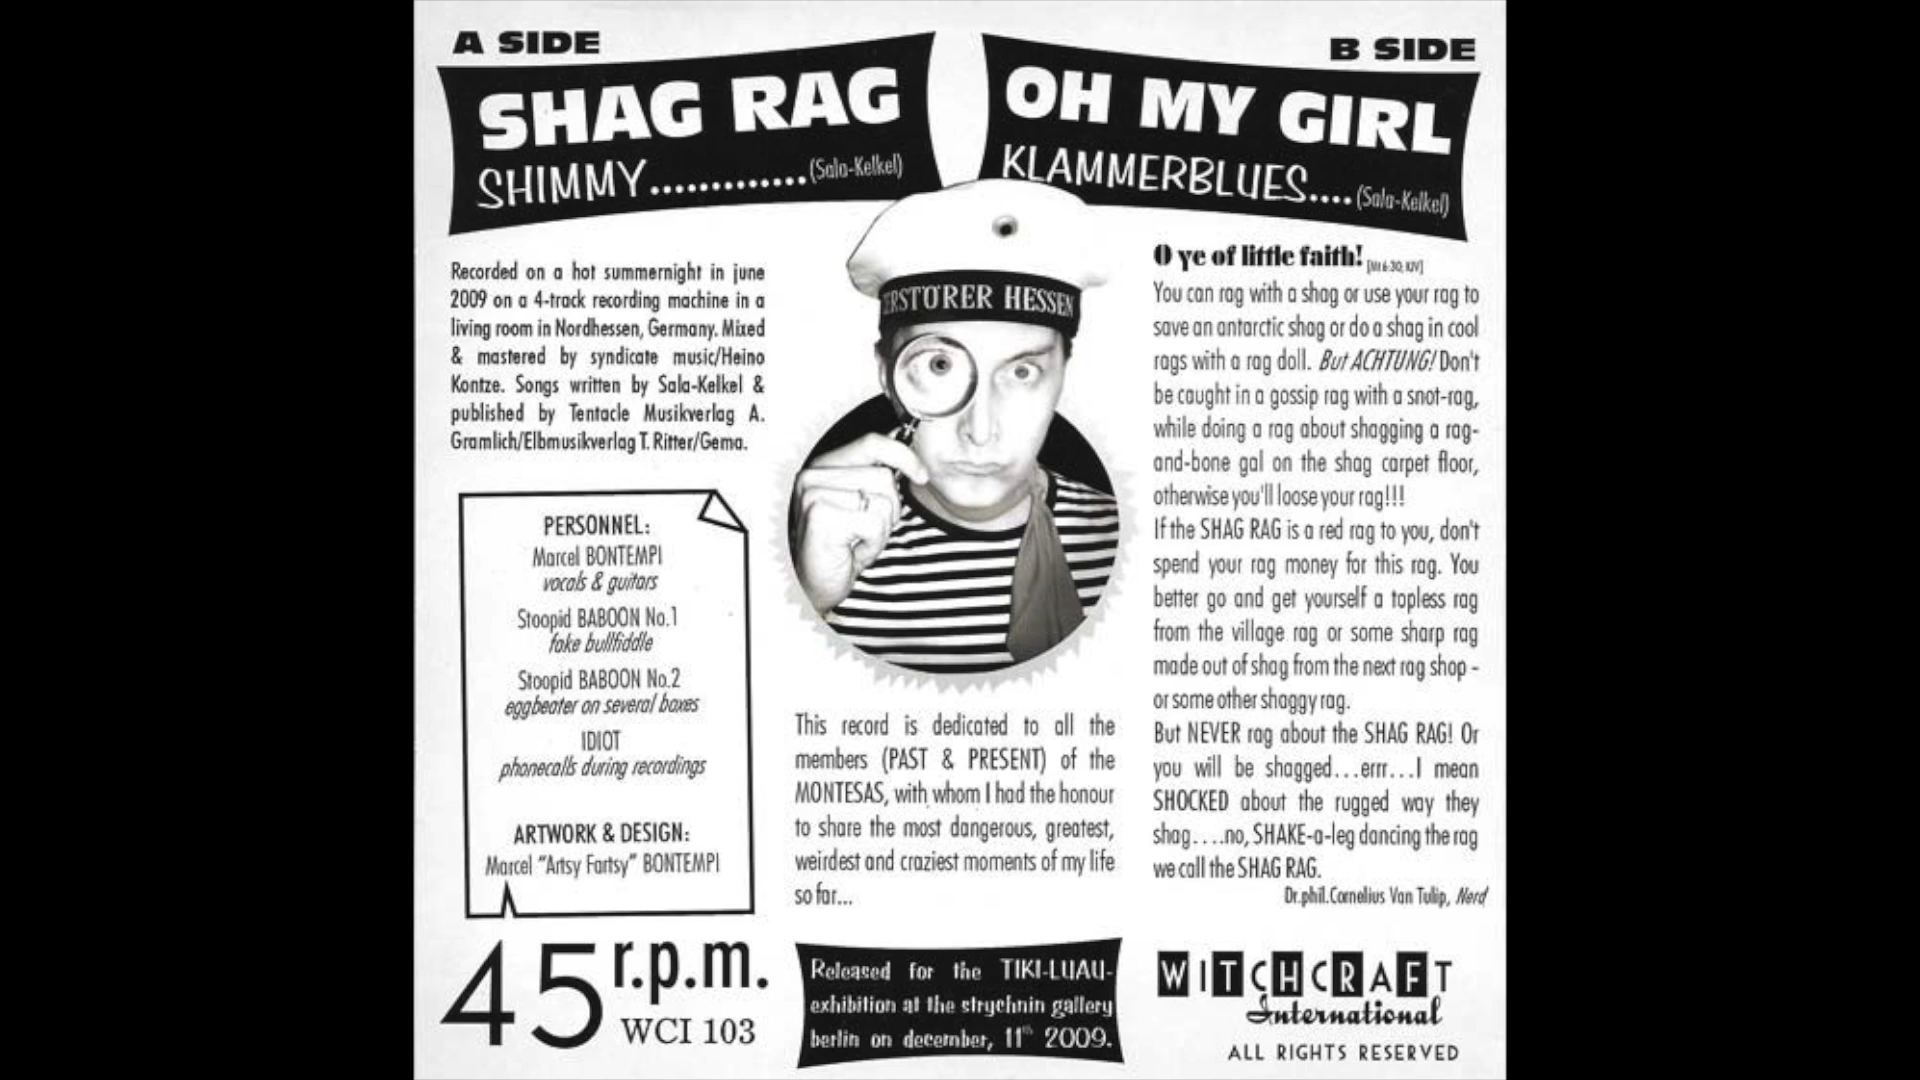 A SIDE
SHAG RAG
SHIMMY.............(Sala-Kelkel)
B SIDE
OH MY GIRL
KLAMMERBLUES....(Sala-Kelkel)
Recorded on a hot summernight in june
2009 on a 4-track recording machine in a
living room in Nordhessen, Germany. Mixed
& mastered by syndicate music/Heino
Kontze. Songs written by Sala-Kelkel &
published by Tentacle Musikverlag A.
Gramlich/Elbmusikverlag T. Ritter/Gema.
PERSONNEL:
Marcel BONTEMPI
vocals & guitars
Stoopid BABOON No.1
fake bullfiddle
Stoopid BABOON No.2
eggbeater on several boxes
IDIOT
phonecalls during recordings
ARTWORK & DESIGN:
Marcel "Artsy Fartsy" BONTEMPI
45 r.p.m.
WCI 103
ERSTÖRER HESSEN
This record is dedicated to all the
members (PAST & PRESENT) of the
MONTESAS, with whom I had the honour
to share the most dangerous, greatest,
weirdest and craziest moments of my life
so far...
Released for the TIKI-LUAU-
exhibition at the strychnin gallery
berlin on december, 11th 2009.
O ye of little faith! [Mt 6:30; KJV]
You can rag with a shag or use your rag to
save an antarctic shag or do a shag in cool
rags with a rag doll. But ACHTUNG! Don't
be caught in a gossip rag with a snot-rag,
while doing a rag about shagging a rag-
and-bone gal on the shag carpet floor,
otherwise you'll loose your rag!!!
If the SHAG RAG is a red rag to you, don't
spend your rag money for this rag. You
better go and get yourself a topless rag
from the village rag or some sharp rag
made out of shag from the next rag shop -
or some other shaggy rag.
But NEVER rag about the SHAG RAG! Or
you will be shagged...errr...I mean
SHOCKED about the rugged way they
shag....no, SHAKE-a-leg dancing the rag
we call the SHAG RAG.
Dr.phil.Cornelius Van Tulip, Nerd
WITCHCRAFT
International
ALL RIGHTS RESERVED